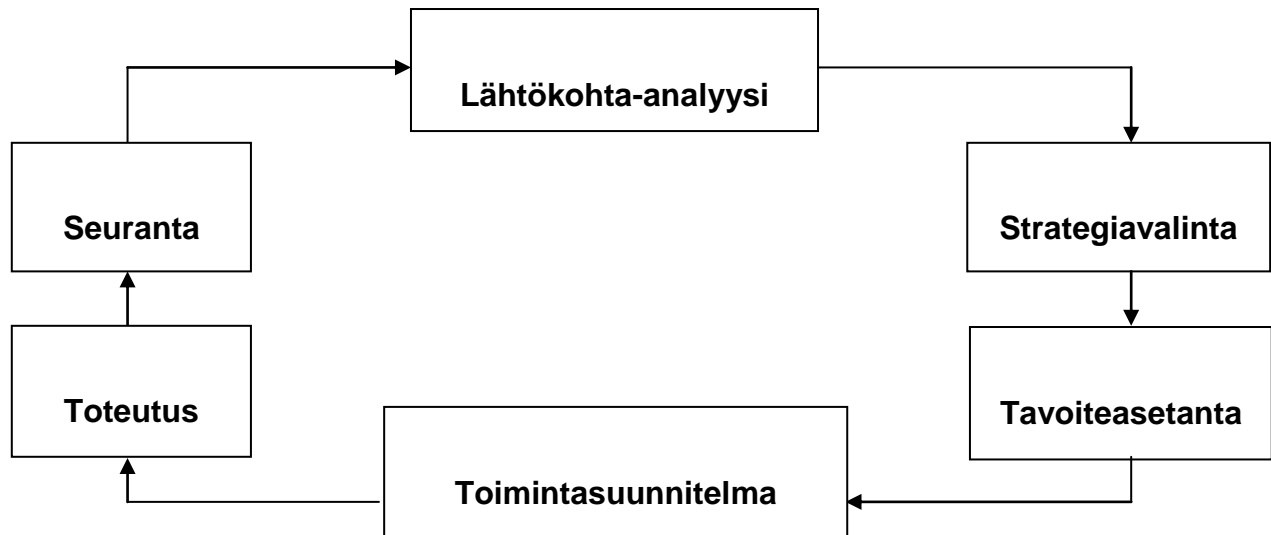 Lähtökohta-analyysi
Seuranta
Strategiavalinta
Toteutus
Tavoiteasetanta
Toimintasuunnitelma